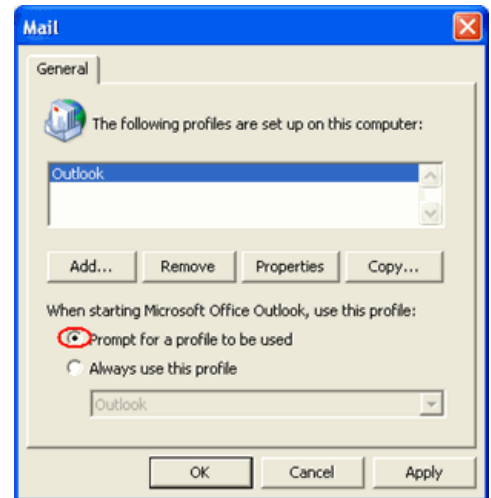 Mail
General
The following profiles are set up on this computer:
Outlook
Add... Remove Properties Copy...
When starting Microsoft Office Outlook, use this profile:
Prompt for a profile to be used
Always use this profile
Outlook
OK Cancel Apply